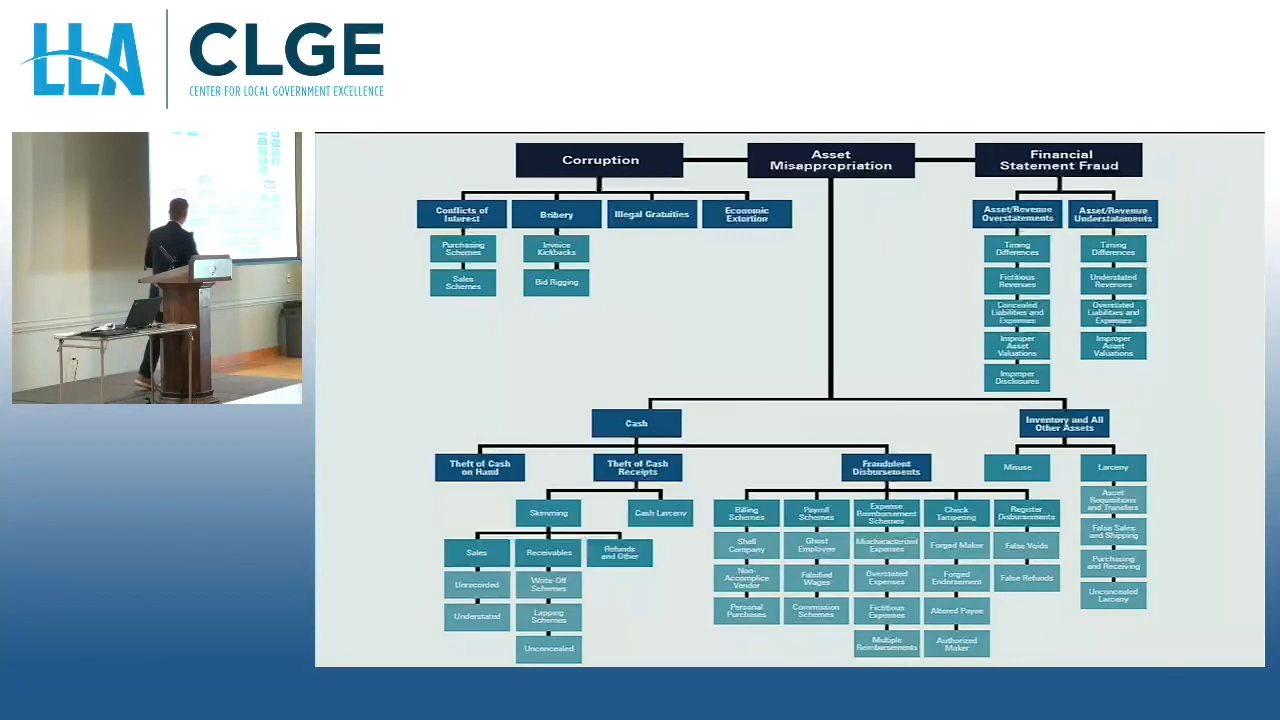 LLA
CLGE
CENTER FOR LOCAL GOVERNMENT EXCELLENCE
Corruption
Asset
Misappropriation
Financial
Statement Fraud
Conflicts of
Interest
Bribery
Illegal Gratuities
Economic
Extortion
Asset/Revenue
Overstatements
Asset/Revenue
Understatements
Purchasing
Schemes
Invoice
Kickbacks
Timing
Differences
Timing
Differences
Sales
Schemes
Bid Rigging
Fictitious
Revenues
Understated
Revenues
Concealed
Liabilities and
Expenses
Overstated
Liabilities and
Expenses
Improper
Asset
Valuations
Improper
Asset
Valuations
Improper
Disclosures
Cash
Inventory and All
Other Assets
Theft of Cash
on Hand
Theft of Cash
Receipts
Fraudulent
Disbursements
Misuse
Larceny
Skimming
Cash Larceny
Billing
Schemes
Payroll
Schemes
Expense
Reimbursement
Schemes
Check
Tampering
Register
Disbursements
Asset
Requisitions
and Transfers
Sales
Receivables
Refunds
and Other
Shell
Company
Ghost
Employee
Mischaracterized
Expenses
Forged Maker
False Voids
False Sales
and Shipping
Unrecorded
Write-Off
Schemes
Non-
Accomplice
Vendor
Falsified
Wages
Overstated
Expenses
Forged
Endorsement
False Refunds
Purchasing
and Receiving
Understated
Lapping
Schemes
Personal
Purchases
Commission
Schemes
Fictitious
Expenses
Altered Payee
Unconcealed
Larceny
Unconcealed
Multiple
Reimbursements
Authorized
Maker